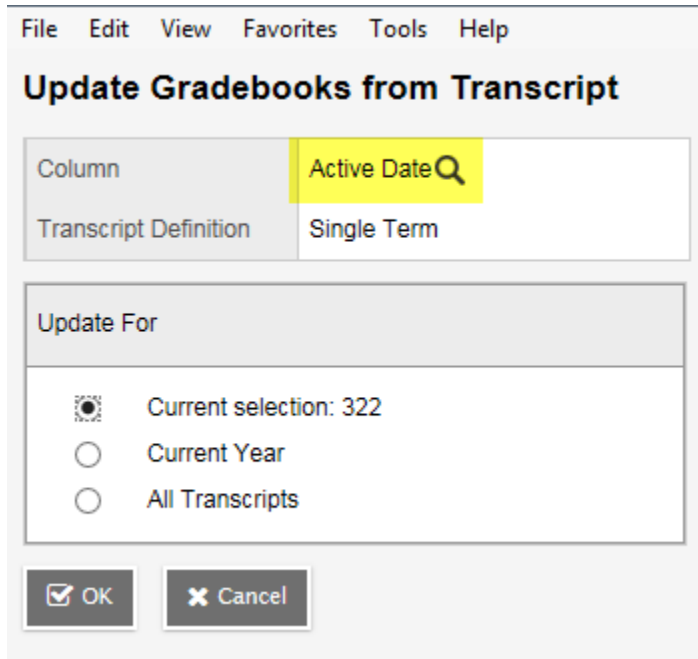 File Edit View Favorites Tools Help
Update Gradebooks from Transcript
Column Active Date
Transcript Definition Single Term
Update For
Current selection: 322
Current Year
All Transcripts
OK Cancel